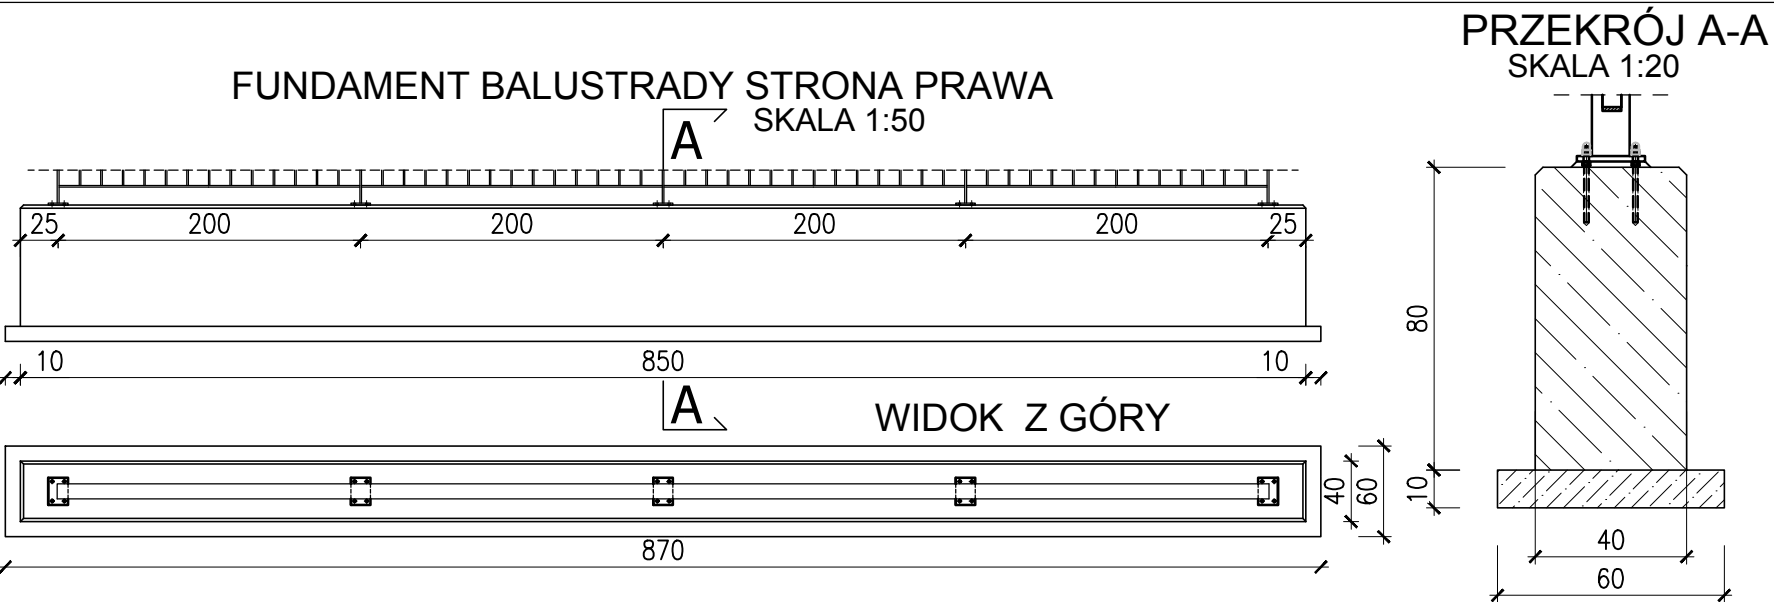 PRZEKRÓJ A-A
SKALA 1:20
FUNDAMENT BALUSTRADY STRONA PRAWA
SKALA 1:50
A
25 200 200 200 200 25
80
10 850 10
A
WIDOK Z GÓRY
40 60
10
870
40
60